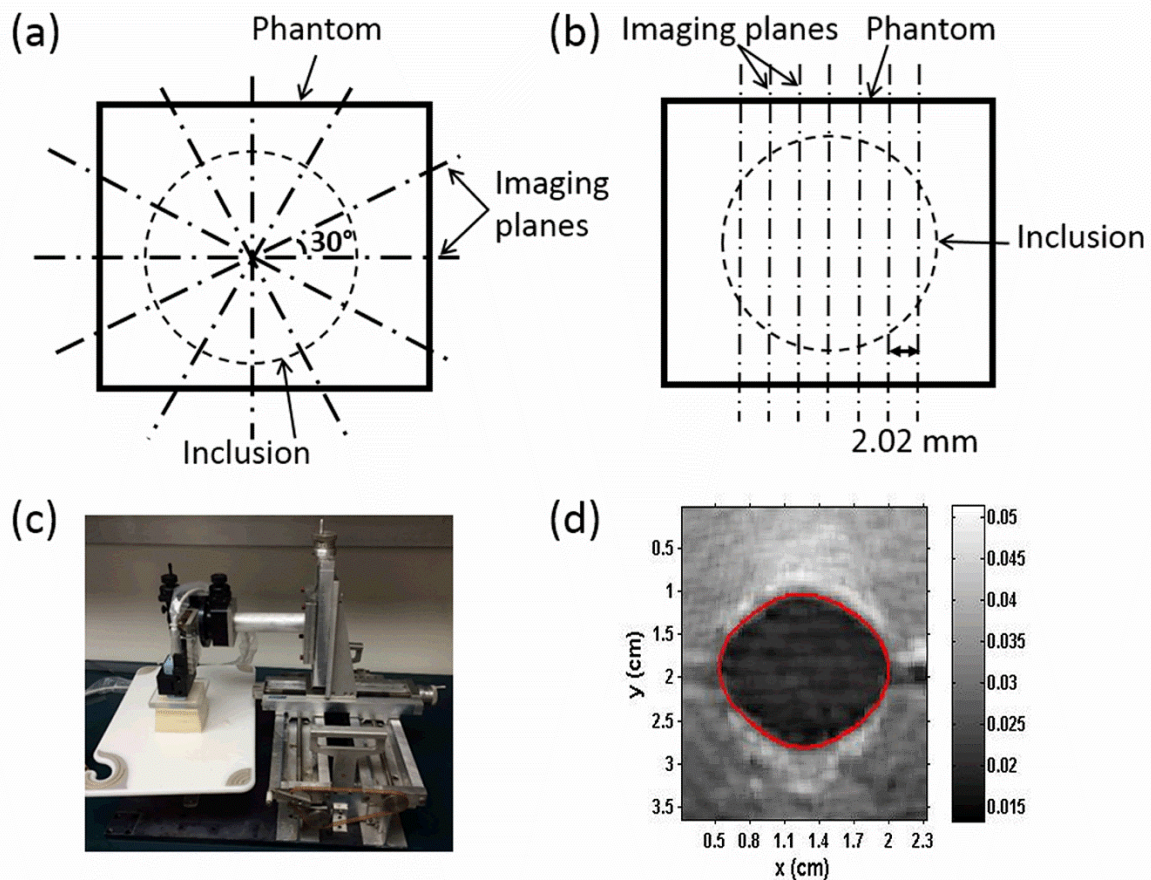 (a)
Phantom
Imaging
planes
30°
Inclusion
(b)
Imaging planes
Phantom
Inclusion
2.02 mm
(c)
(d)
0.5
1
1.5
2
2.5
3
3.5
y (cm)
0.5
0.8
1.1
1.4
1.7
2
2.3
x (cm)
0.05
0.045
0.04
0.035
0.03
0.025
0.02
0.015